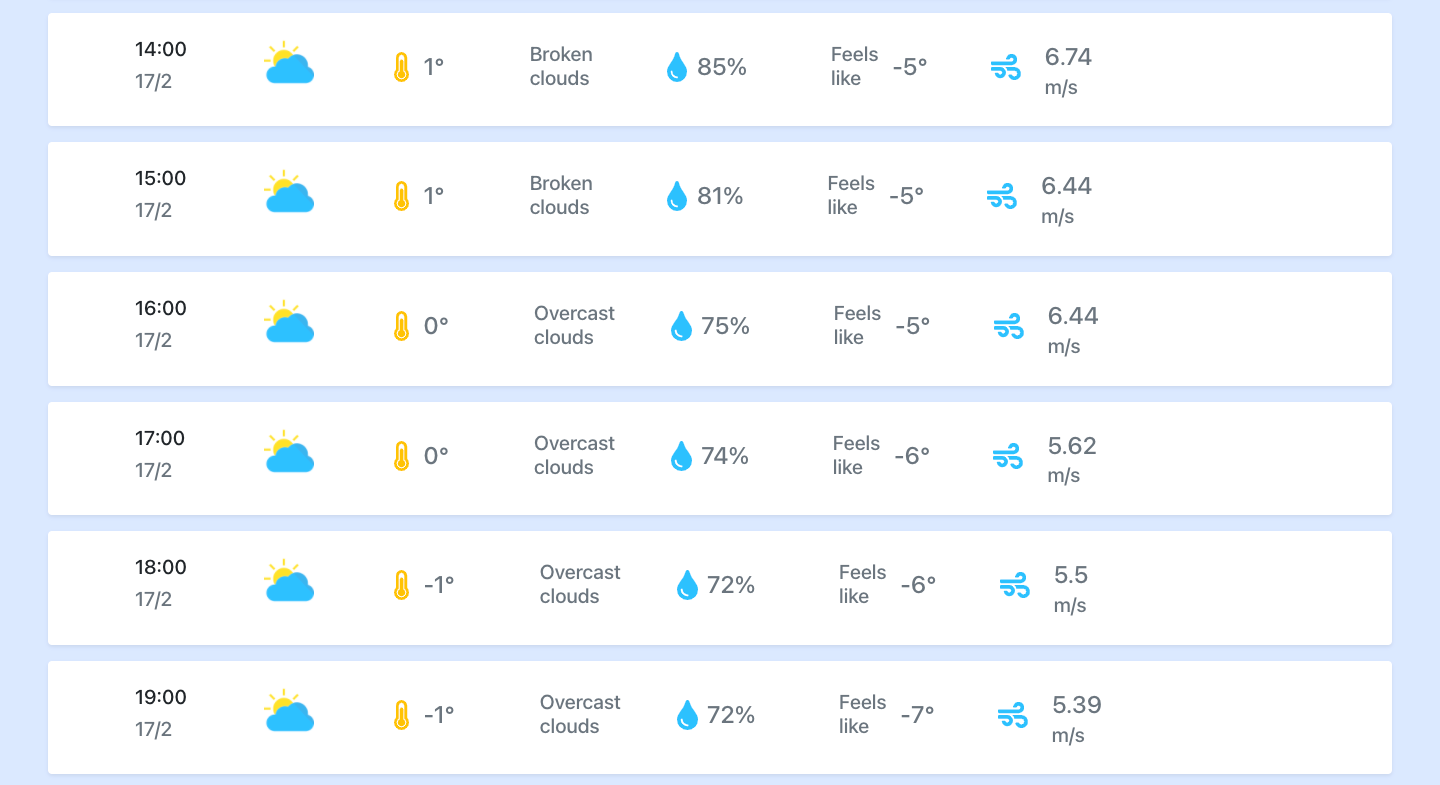 14:00
17/2
1°
Broken
clouds
85%
Feels
like
-5°
6.74
m/s
15:00
17/2
1°
Broken
clouds
81%
Feels
like
-5°
6.44
m/s
16:00
17/2
0°
Overcast
clouds
75%
Feels
like
-5°
6.44
m/s
17:00
17/2
0°
Overcast
clouds
74%
Feels
like
-6°
5.62
m/s
18:00
17/2
-1°
Overcast
clouds
72%
Feels
like
-6°
5.5
m/s
19:00
17/2
-1°
Overcast
clouds
72%
Feels
like
-7°
5.39
m/s